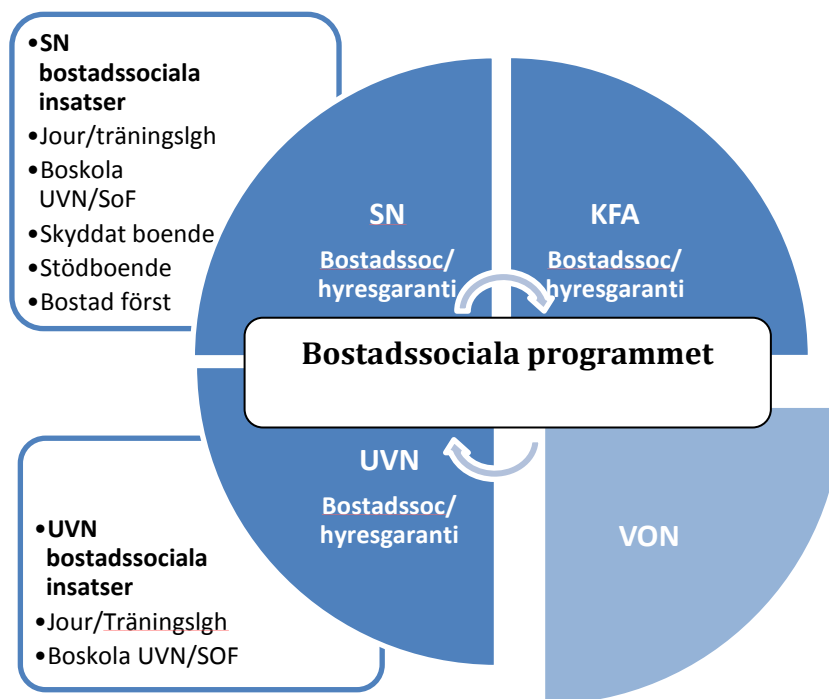 •SN
bostadssociala
insatser
•Jour/träningslgh
•Boskola
UVN/SoF
•Skyddat boende
•Stödboende
•Bostad först
SN
Bostadssoc/
hyresgaranti
KFA
Bostadssoc/
hyresgaranti
Bostadssociala programmet
UVN
Bostadssoc/
hyresgaranti
VON
•UVN
bostadssociala
insatser
•Jour/Träningslgh
•Boskola UVN/SOF